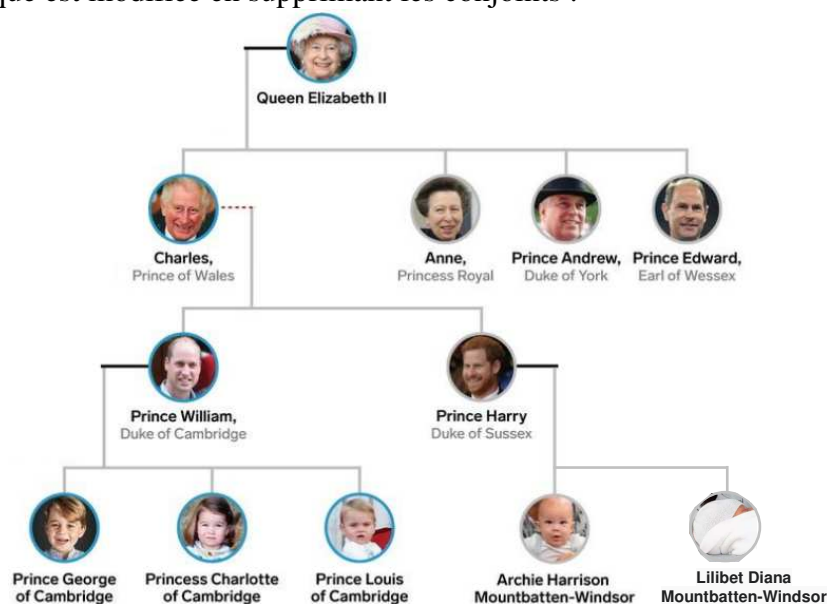 que est modifiée en supprimant les conjoints :
Queen Elizabeth II
Charles,
Prince of Wales
Anne,
Princess Royal
Prince Andrew,
Duke of York
Prince Edward,
Earl of Wessex
Prince William,
Duke of Cambridge
Prince Harry
Duke of Sussex
Prince George
of Cambridge
Princess Charlotte
of Cambridge
Prince Louis
of Cambridge
Archie Harrison
Mountbatten-Windsor
Lilibet Diana
Mountbatten-Windsor